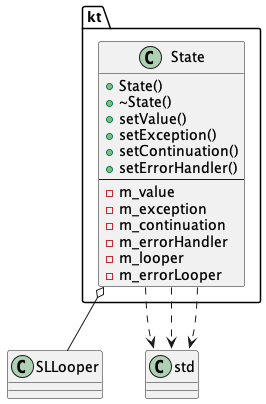 kt
C State
State()
~State()
setValue()
setException()
setContinuation()
setErrorHandler()
m_value
m_exception
m_continuation
m_errorHandler
m_looper
m_errorLooper
C SLLooper
C std